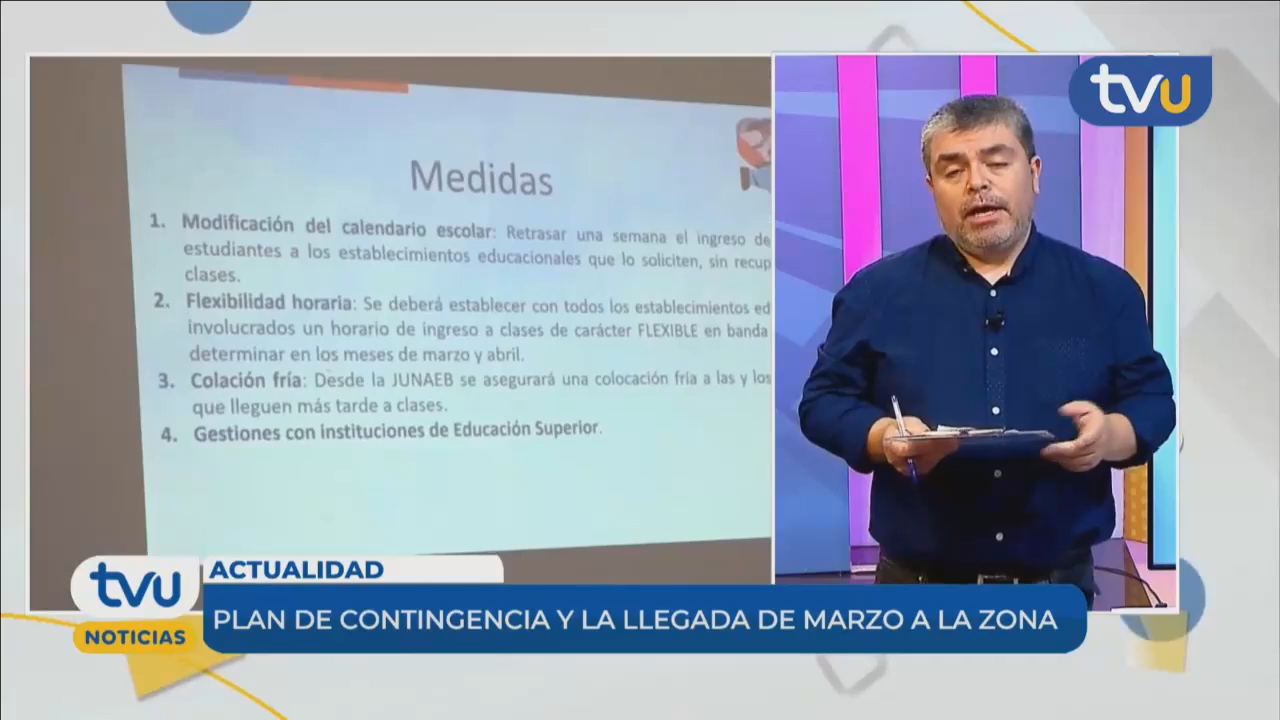 tvu
Medidas
1. Modificación del calendario escolar: Retrasar una semana el ingreso de
estudiantes a los establecimientos educacionales que lo soliciten, sin recup
clases.
2. Flexibilidad horaria: Se deberá establecer con todos los establecimientos ed
involucrados un horario de ingreso a clases de carácter FLEXIBLE en banda
determinar en los meses de marzo y abril.
3. Colación fría: Desde la JUNAEB se asegurará una colocación fría a las y los
que lleguen más tarde a clases.
4. Gestiones con instituciones de Educación Superior.
tvu
NOTICIAS
ACTUALIDAD
PLAN DE CONTINGENCIA Y LA LLEGADA DE MARZO A LA ZONA